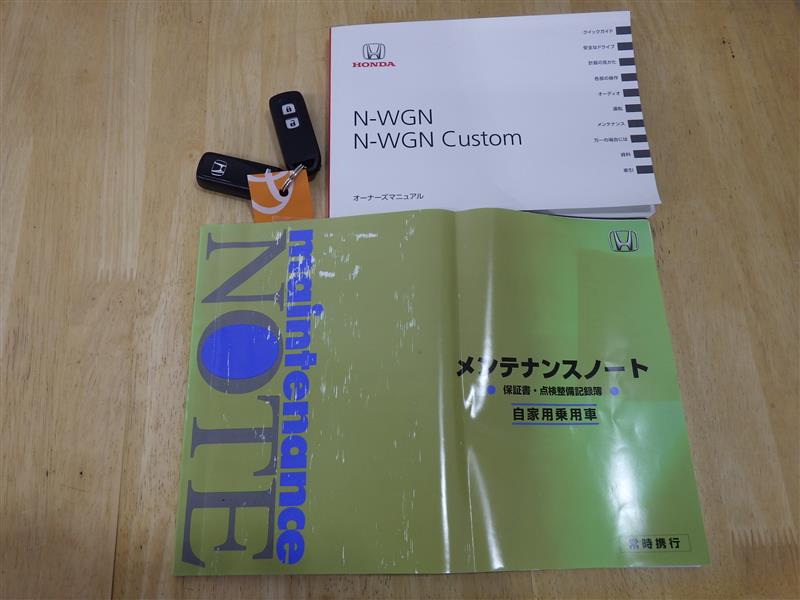 HONDA
N-WGN
N-WGN Custom
オーナーズマニュアル
クイックガイド
安全なドライブ
計器の見かた
各部の操作
オーディオ
運転
メンテナンス
万一の場合には
資料
索引
maintenance
NOTE
メンテナンスノート
保証書・点検整備記録簿
自家用乗用車
常時携行